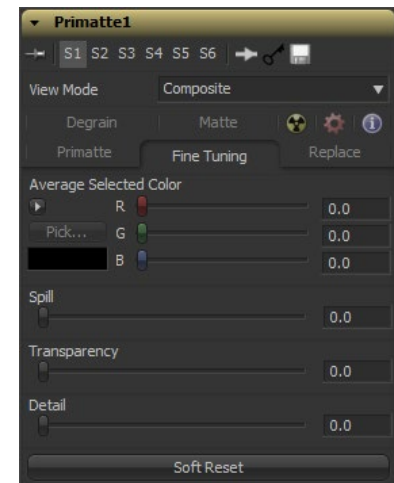 Primatte1
S1 S2 S3 S4 S5 S6
View Mode Composite
Degrain Matte
Primatte Fine Tuning Replace
Average Selected Color
R 0.0
Pick... G 0.0
B 0.0
Spill
0.0
Transparency
0.0
Detail
0.0
Soft Reset